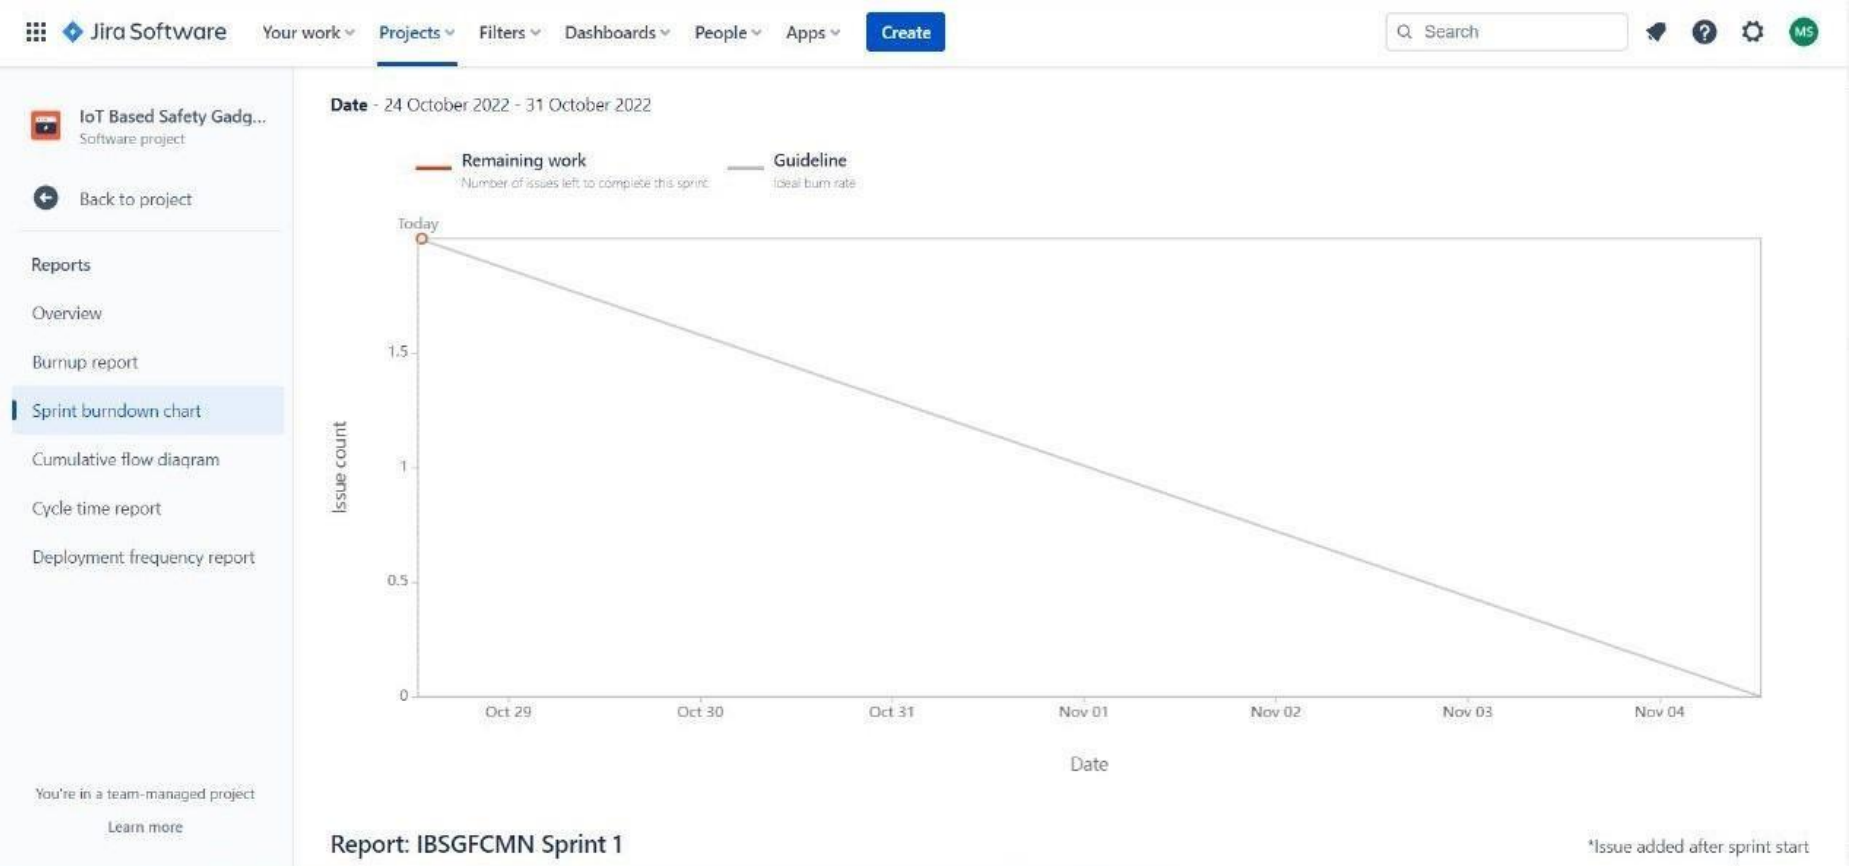 Jira Software Your work Projects Filters Dashboards People Apps Create Search MS
IoT Based Safety Gadg...
Software project
Back to project
Reports
Overview
Burnup report
Sprint burndown chart
Cumulative flow diagram
Cycle time report
Deployment frequency report
You're in a team-managed project
Learn more
Date - 24 October 2022 - 31 October 2022
Remaining work
Number of issues left to complete this sprint
Guideline
Ideal burn rate
Today
1.5
1
0.5
0
Issue count
Oct 29 Oct 30 Oct 31 Nov 01 Nov 02 Nov 03 Nov 04
Date
Report: IBSGFCMN Sprint 1
*Issue added after sprint start